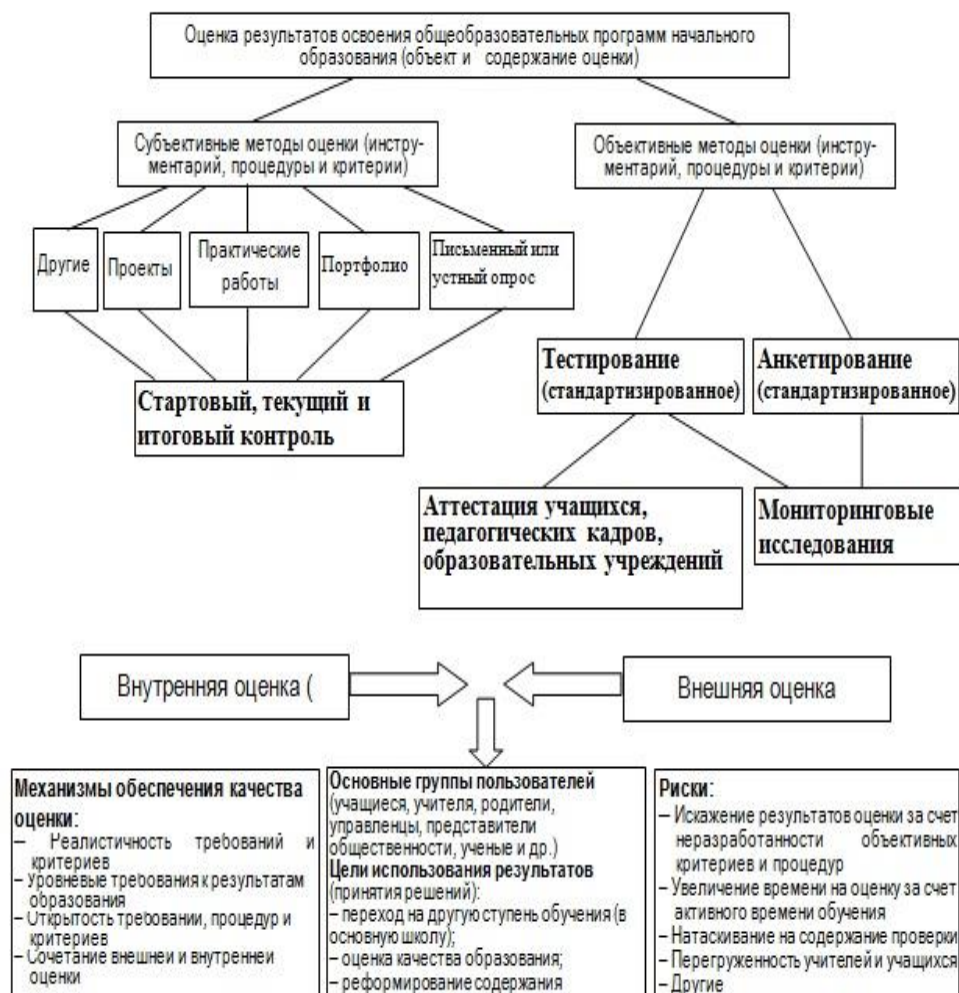 Оценка результатов освоения общеобразовательных программ начального
образования (объект и содержание оценки)
Субъективные методы оценки (инстру-
ментарий, процедуры и критерии)
Объективные методы оценки (инстру-
ментарий, процедуры и критерии)
Другие
Проекты
Практические
работы
Портфолио
Письменный или
устный опрос
Стартовый, текущий и
итоговый контроль
Тестирование
(стандартизированное)
Анкетирование
(стандартизированное)
Аттестация учащихся,
педагогических кадров,
образовательных учреждений
Мониторинговые
исследования
Внутренняя оценка (
Внешняя оценка
Механизмы обеспечения качества
оценки:
– Реалистичность требований и
критериев
– Уровневые требования к результатам
образования
– Открытость требований, процедур и
критериев
– Сочетание внешней и внутренней
оценки
Основные группы пользователей
(учащиеся, учителя, родители,
управленцы, представители
общественности, ученые и др.)
Цели использования результатов
(принятия решений):
– переход на другую ступень обучения (в
основную школу);
– оценка качества образования;
– реформирование содержания
Риски:
– Искажение результатов оценки за счет
неразработанности объективных
критериев и процедур
– Увеличение времени на оценку за счет
активного времени обучения
– Натаскивание на содержание проверки
– Перегруженность учителей и учащихся
– Другие